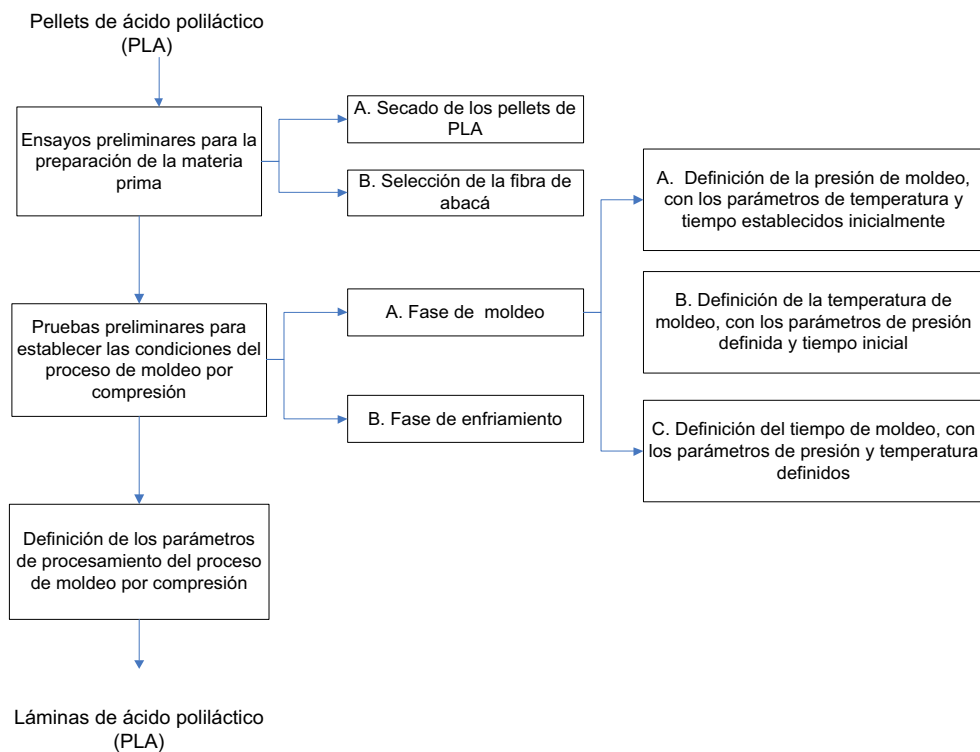 Pellets de ácido poliláctico
(PLA)
Ensayos preliminares para la
preparación de la materia
prima
A. Secado de los pellets de
PLA
B. Selección de la fibra de
abacá
Pruebas preliminares para
establecer las condiciones del
proceso de moldeo por
compresión
A. Fase de moldeo
B. Fase de enfriamiento
A. Definición de la presión de moldeo,
con los parámetros de temperatura y
tiempo establecidos inicialmente
B. Definición de la temperatura de
moldeo, con los parámetros de presión
definida y tiempo inicial
C. Definición del tiempo de moldeo, con
los parámetros de presión y temperatura
definidos
Definición de los parámetros
de procesamiento del proceso
de moldeo por compresión
Láminas de ácido poliláctico
(PLA)